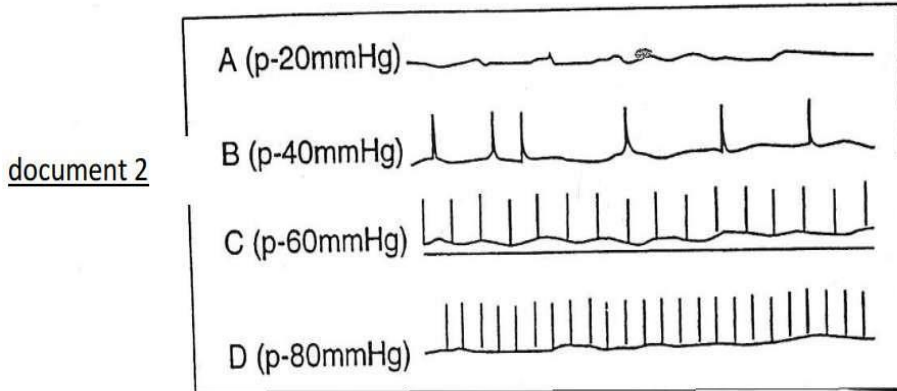 A (p-20mmHg)
B (p-40mmHg)
document 2
C (p-60mmHg)
D (p-80mmHg)